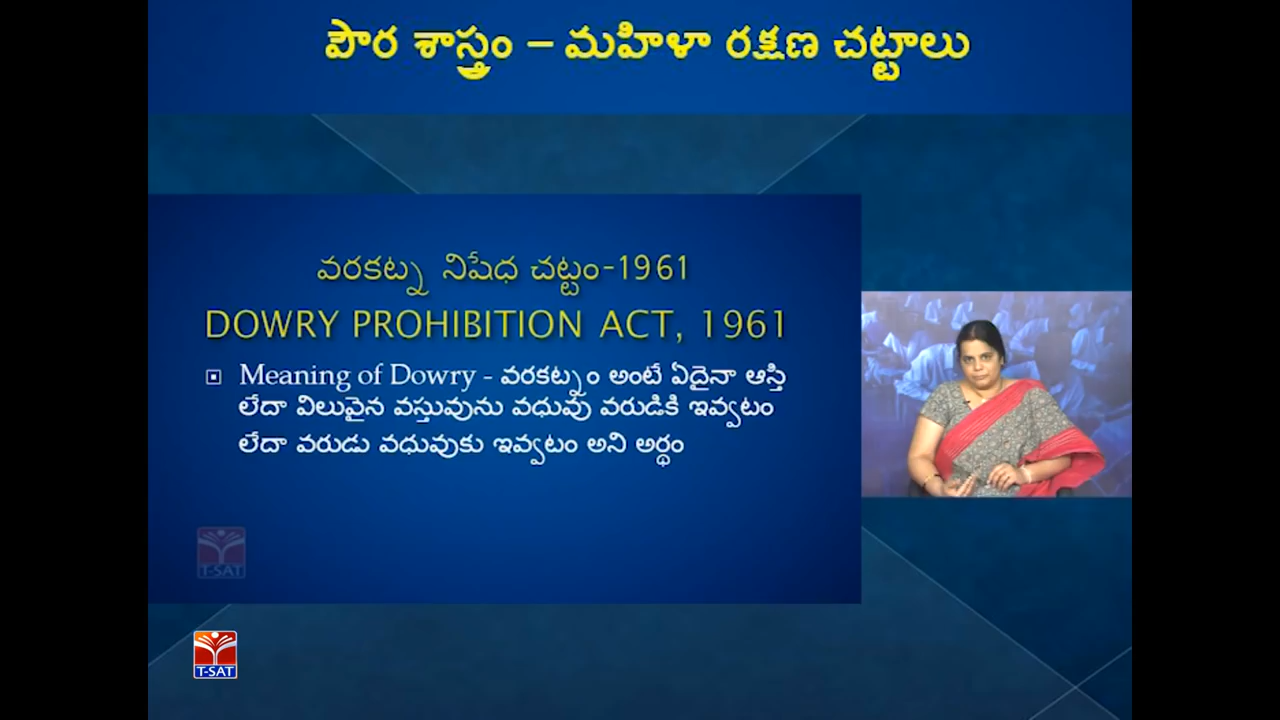 పౌర శాస్త్రం – మహిళా రక్షణ చట్టాలు
వరకట్న నిషేధ చట్టం-1961
DOWRY PROHIBITION ACT, 1961
Meaning of Dowry - వరకట్నం అంటే ఏదైనా ఆస్తి
లేదా విలువైన వస్తువును వధువు వరుడికి ఇవ్వటం
లేదా వరుడు వధువుకు ఇవ్వటం అని అర్థం
T-SAT
T-SAT